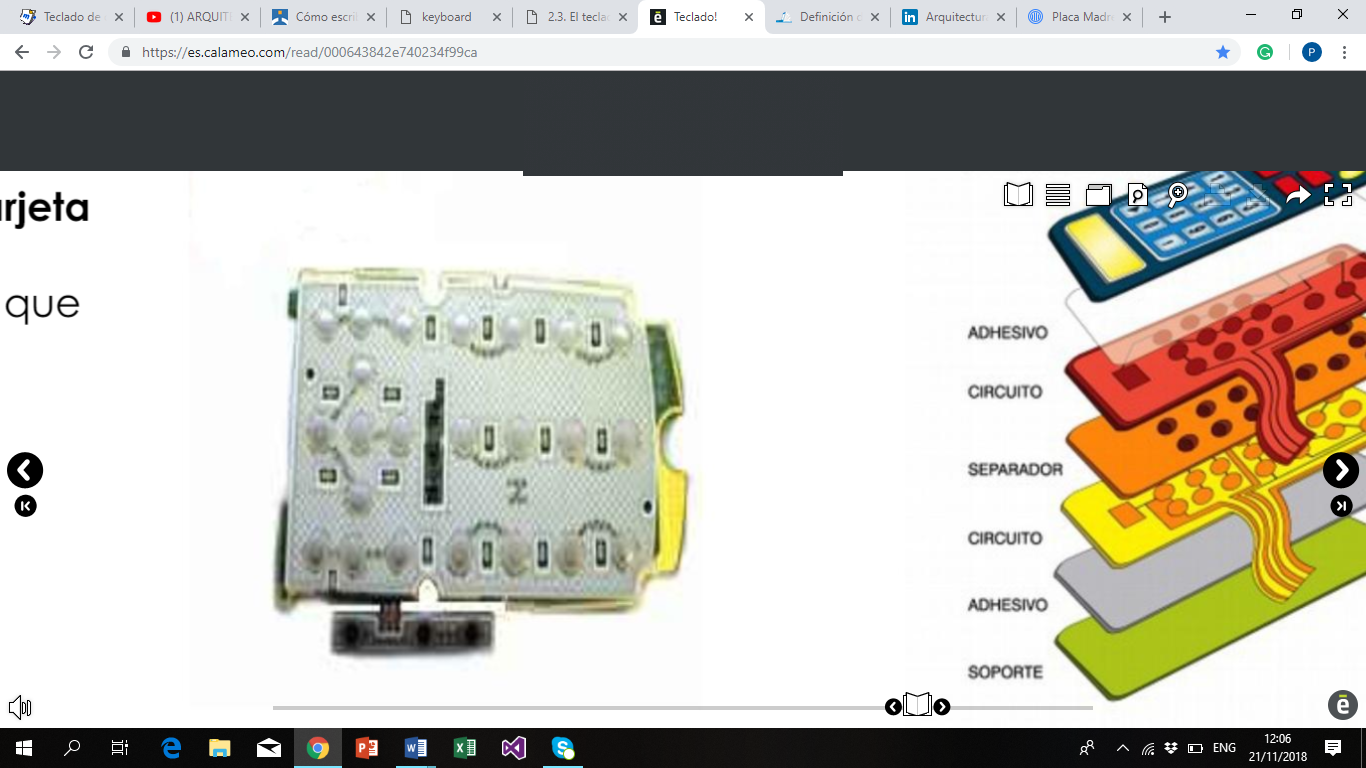 Teclado de
(1) ARQUIT
Cómo escri
keyboard
2.3. El tecla
Teclado!
Definición d
Arquitectur
Placa Madr
https://es.calameo.com/read/000643842e740234f99ca
P
arjeta
que
ADHESIVO
CIRCUITO
SEPARADOR
CIRCUITO
ADHESIVO
SOPORTE
ENG
12:06
21/11/2018